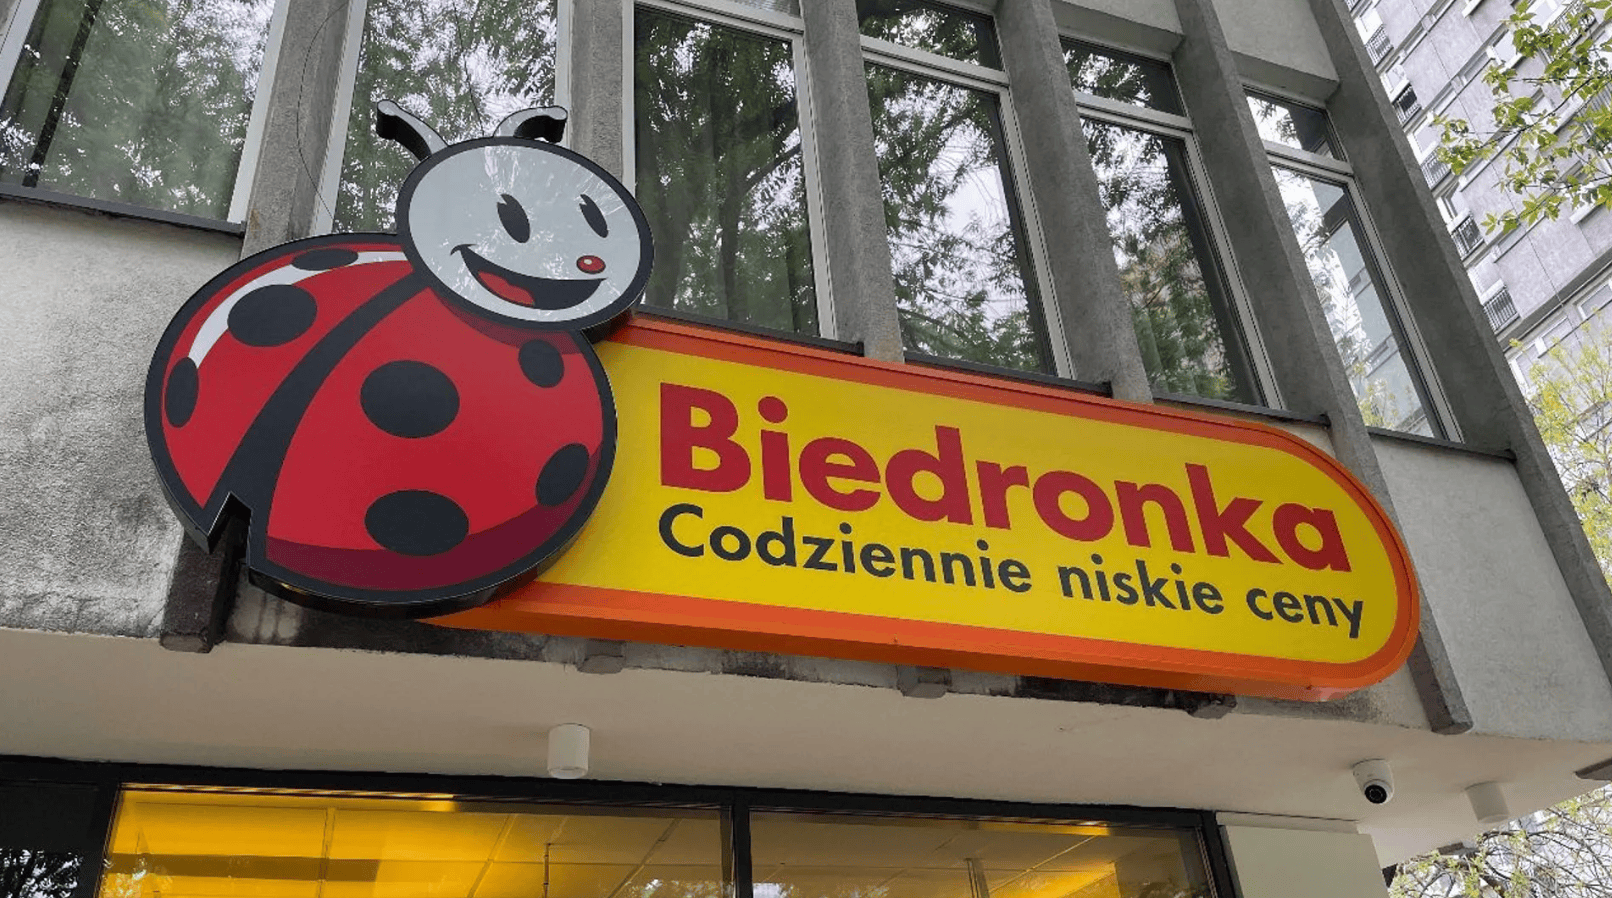 Biedronka
Codziennie niskie ceny